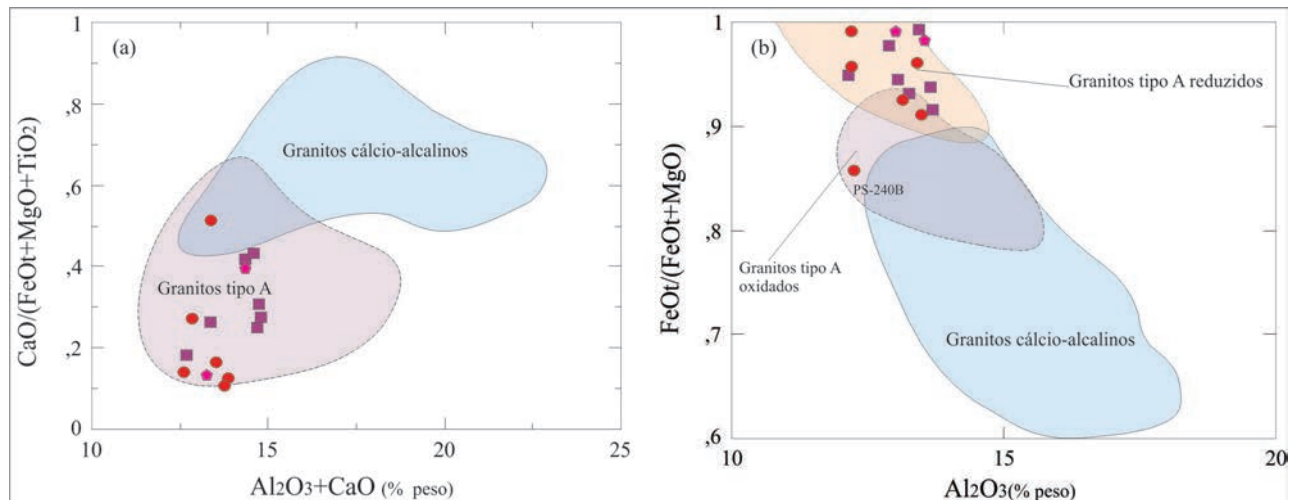 (a)
1
,8
,6
,4
,2
0
CaO/(FeOt+MgO+TiO2)
Granitos cálcio-alcalinos
Granitos tipo A
10
15
20
25
Al2O3+CaO (% peso)
(b)
1
,9
,8
,7
,6
FeOt/(FeOt+MgO)
Granitos tipo A reduzidos
PS-240B
Granitos tipo A
oxidados
Granitos cálcio-alcalinos
10
15
20
Al2O3(% peso)